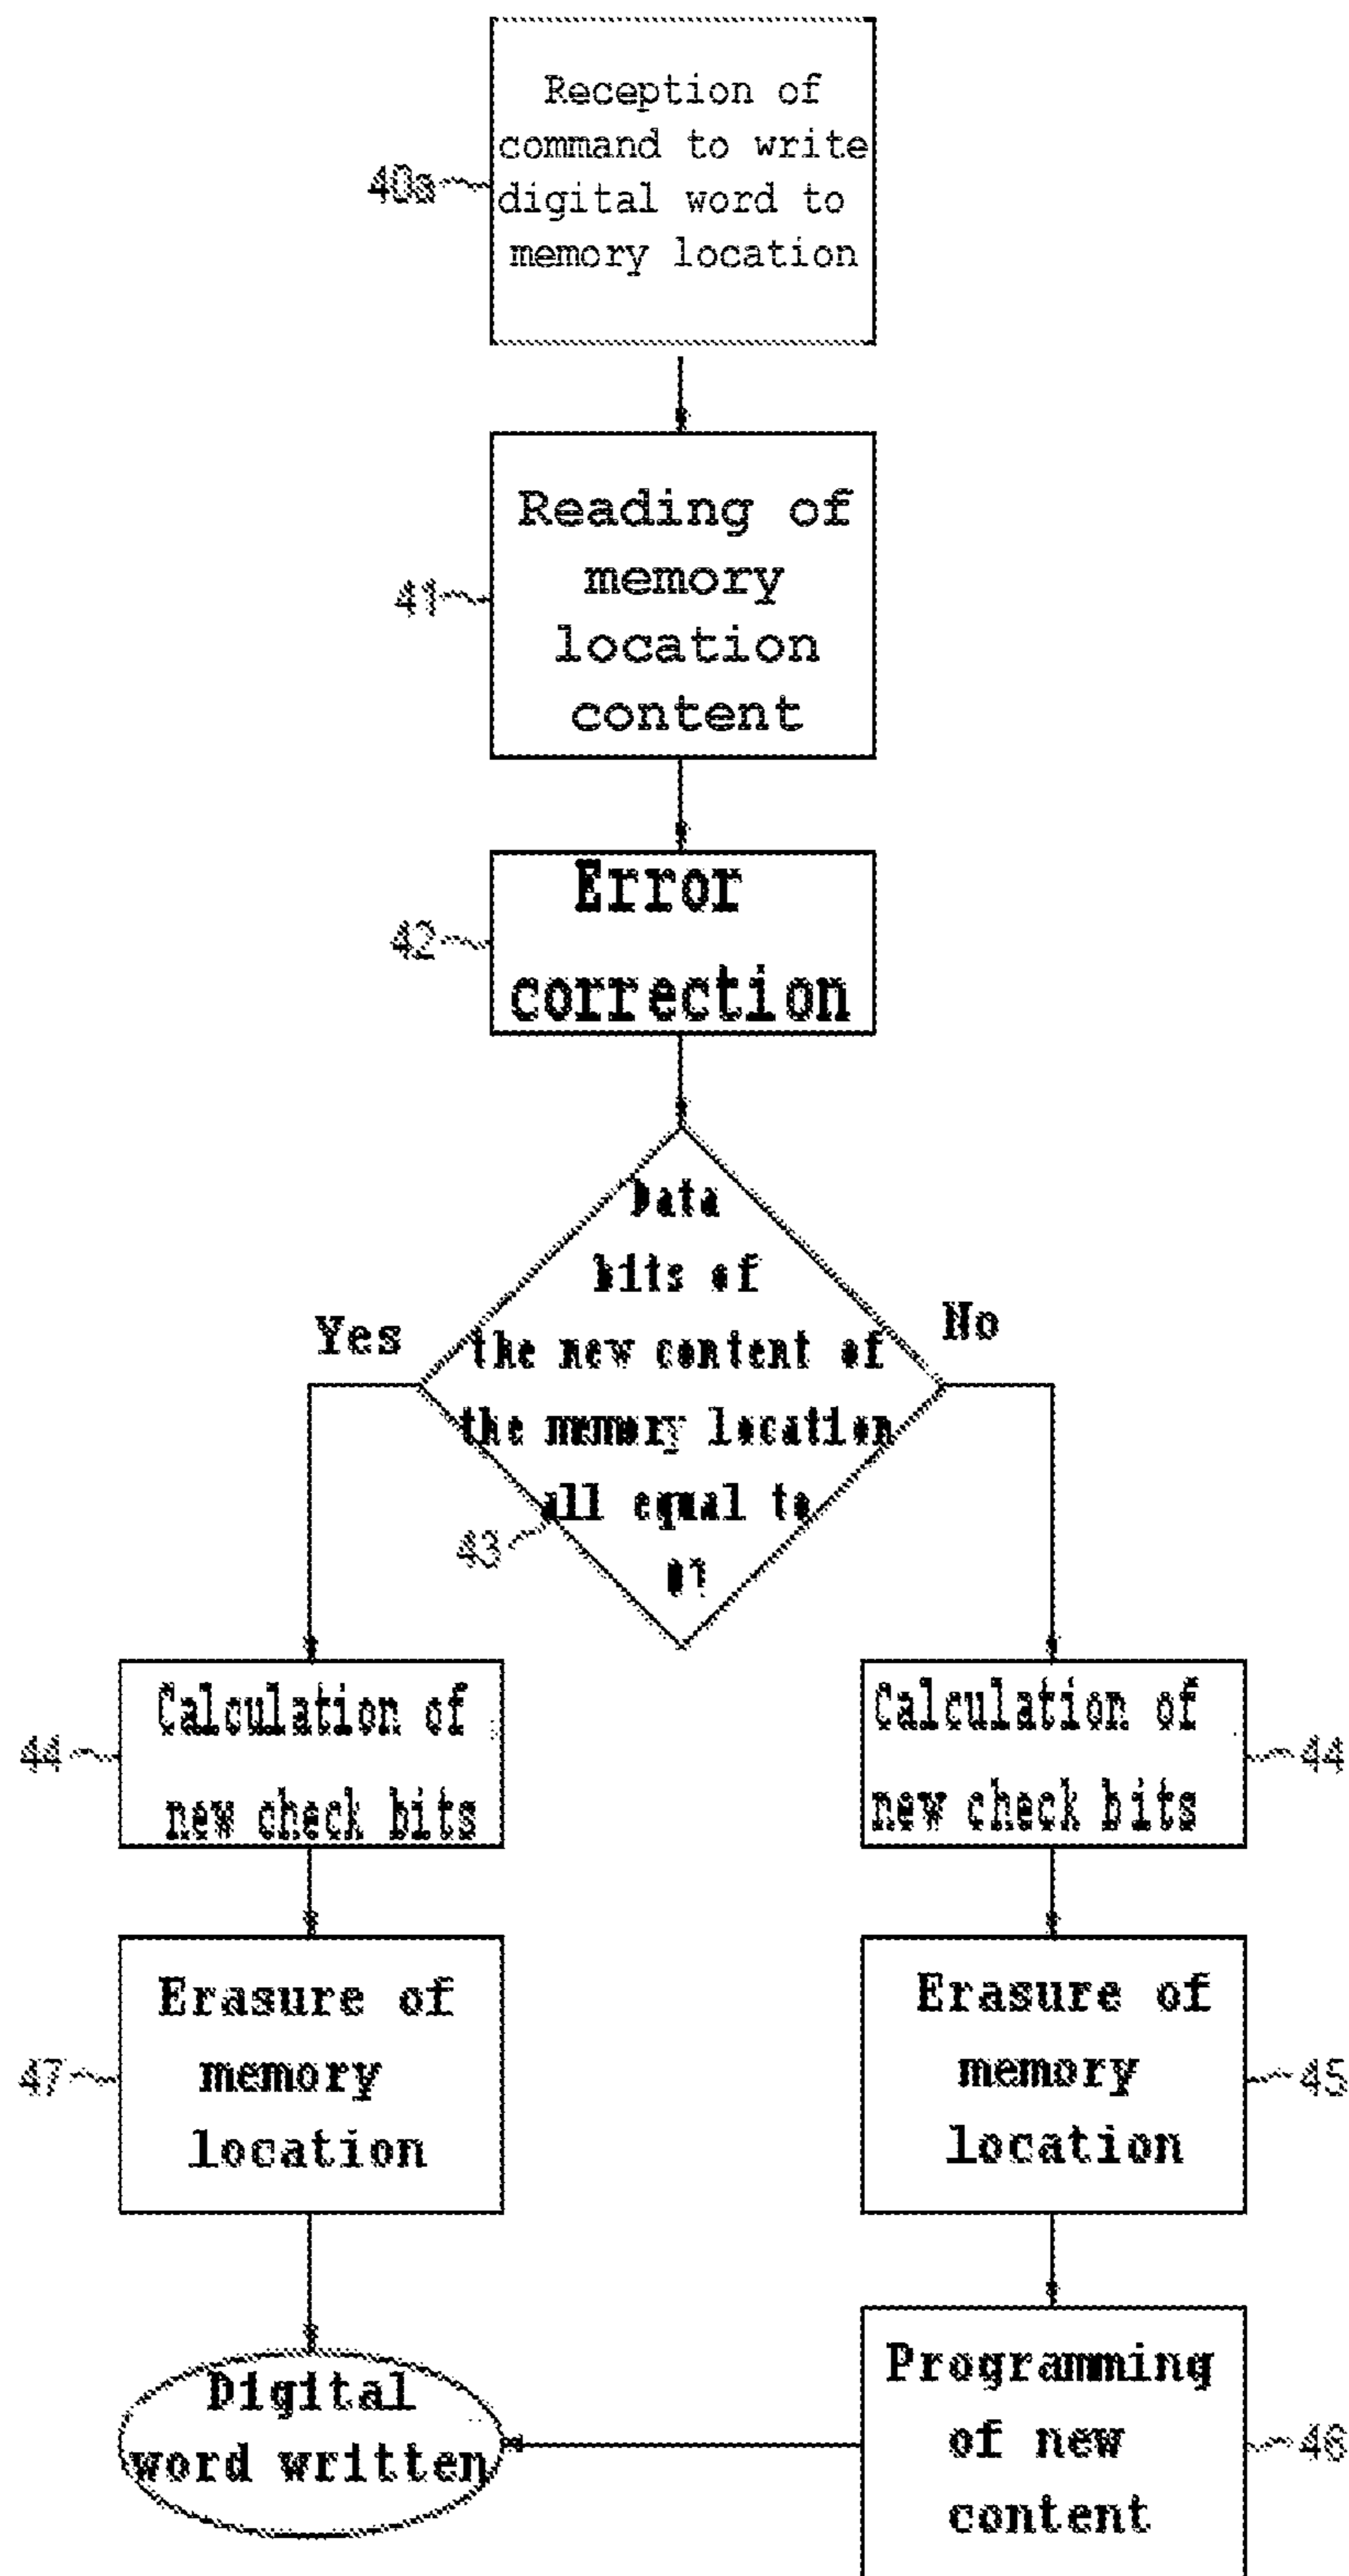 Reception of
command to write
digital word to
memory location
40a
Reading of
memory
location
content
41
Error
correction
42
Data
bits of
the new content of
the memory location
all equal to
0?
43
Yes
No
Calculation of
new check bits
44
Calculation of
new check bits
44
Erasure of
memory
location
47
Erasure of
memory
location
45
Digital
word written
Programming
of new
content
46